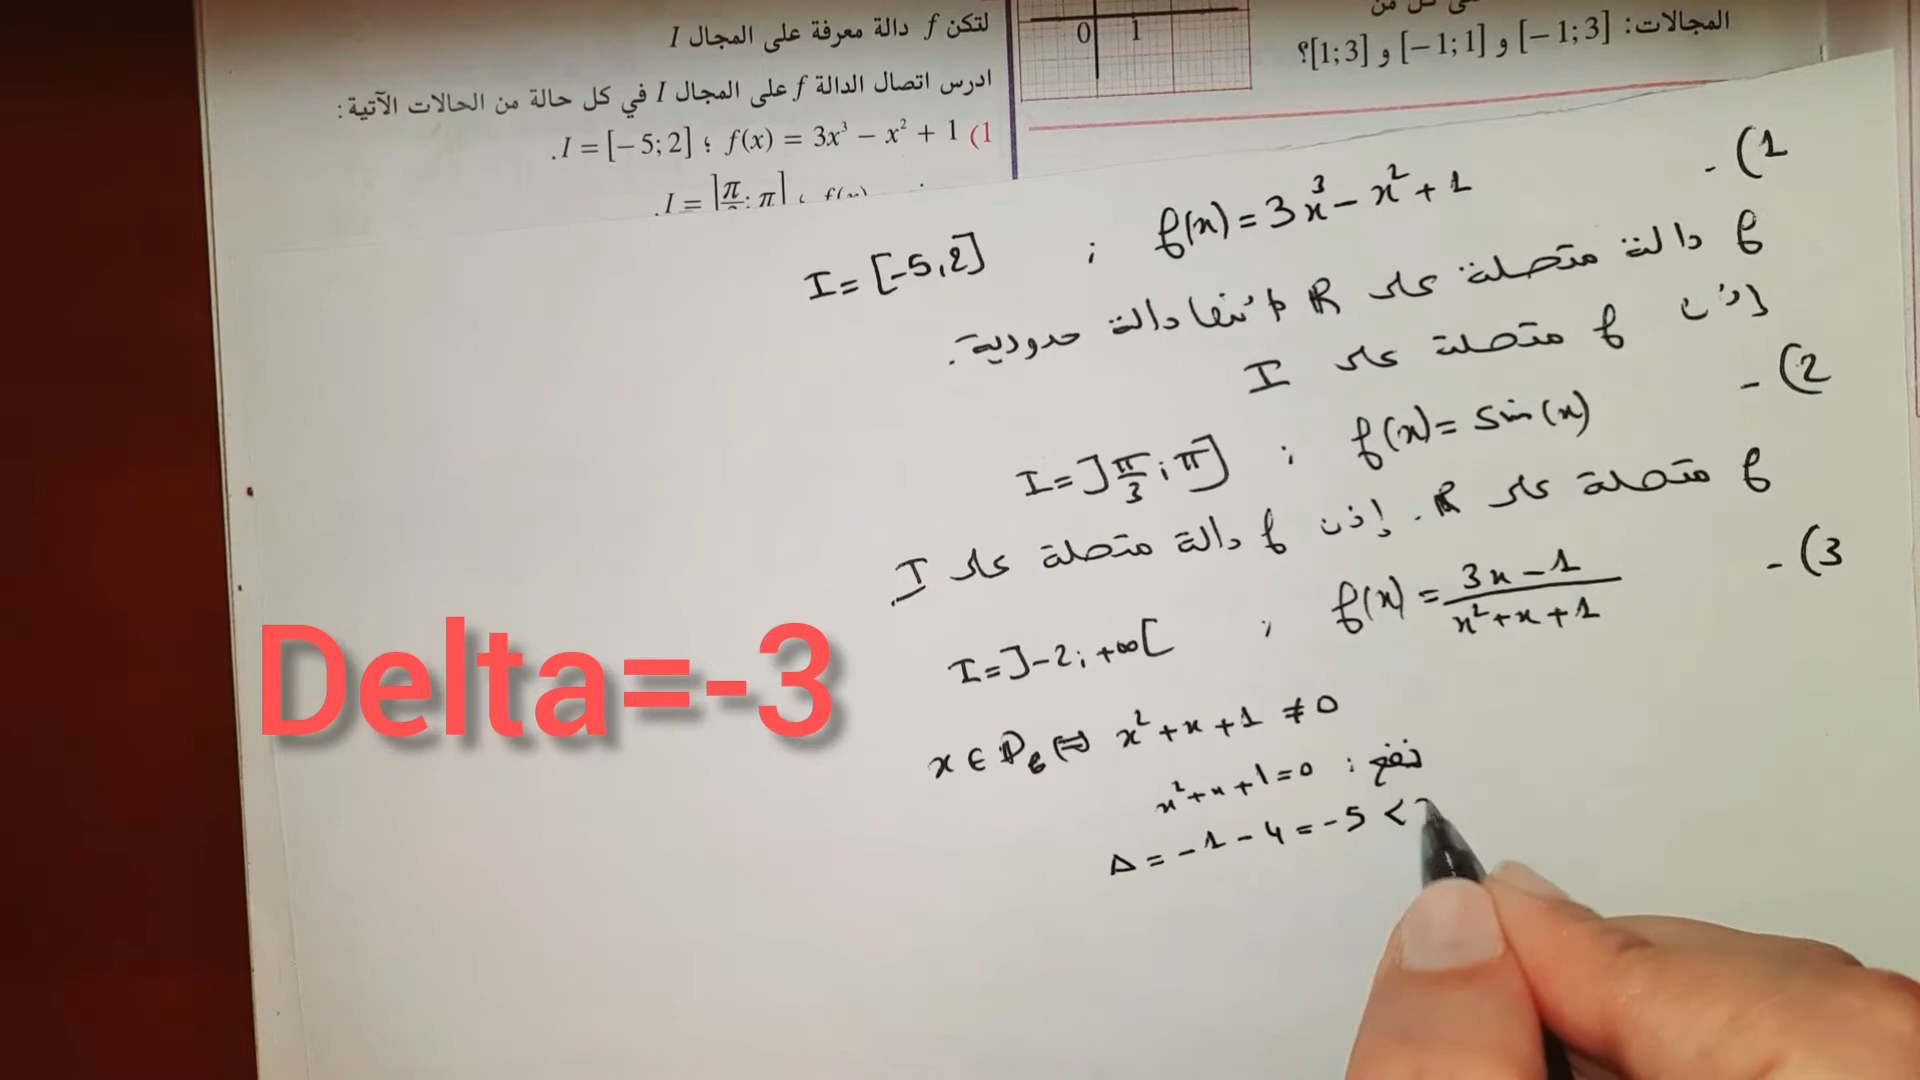 لتكن f دالة معرفة على المجال I
ادرس اتصال الدالة f على المجال I في كل حالة من الحالات الآتية :
1) f(x) = 3x³ − x² + 1 ؛ I = [− 5; 2].
المجالات: [− 1; 3] و [− 1; 1] و [1; 3]؟
0 1
1) -
f(x) = 3x³ − x² + 1 ; I = [-5,2]
f دالة متصلة على R لأنها دالة حدودية.
إذن f متصلة على I
2) -
f(x) = sin(x) ; I = ]π/3 ; π]
f متصلة على R. إذن f دالة متصلة على I.
3) -
f(x) = (3x − 1)/(x² + x + 1) ; I = ]-2 ; +∞[
x ∈ D_f ⇔ x² + x + 1 ≠ 0
نضع : x² + x + 1 = 0
Δ = -1 - 4 = -5 <
Delta=-3